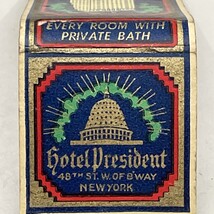 EVERY ROOM WITH
PRIVATE BATH
Hotel President
48TH ST. W. OF B'WAY
NEW YORK